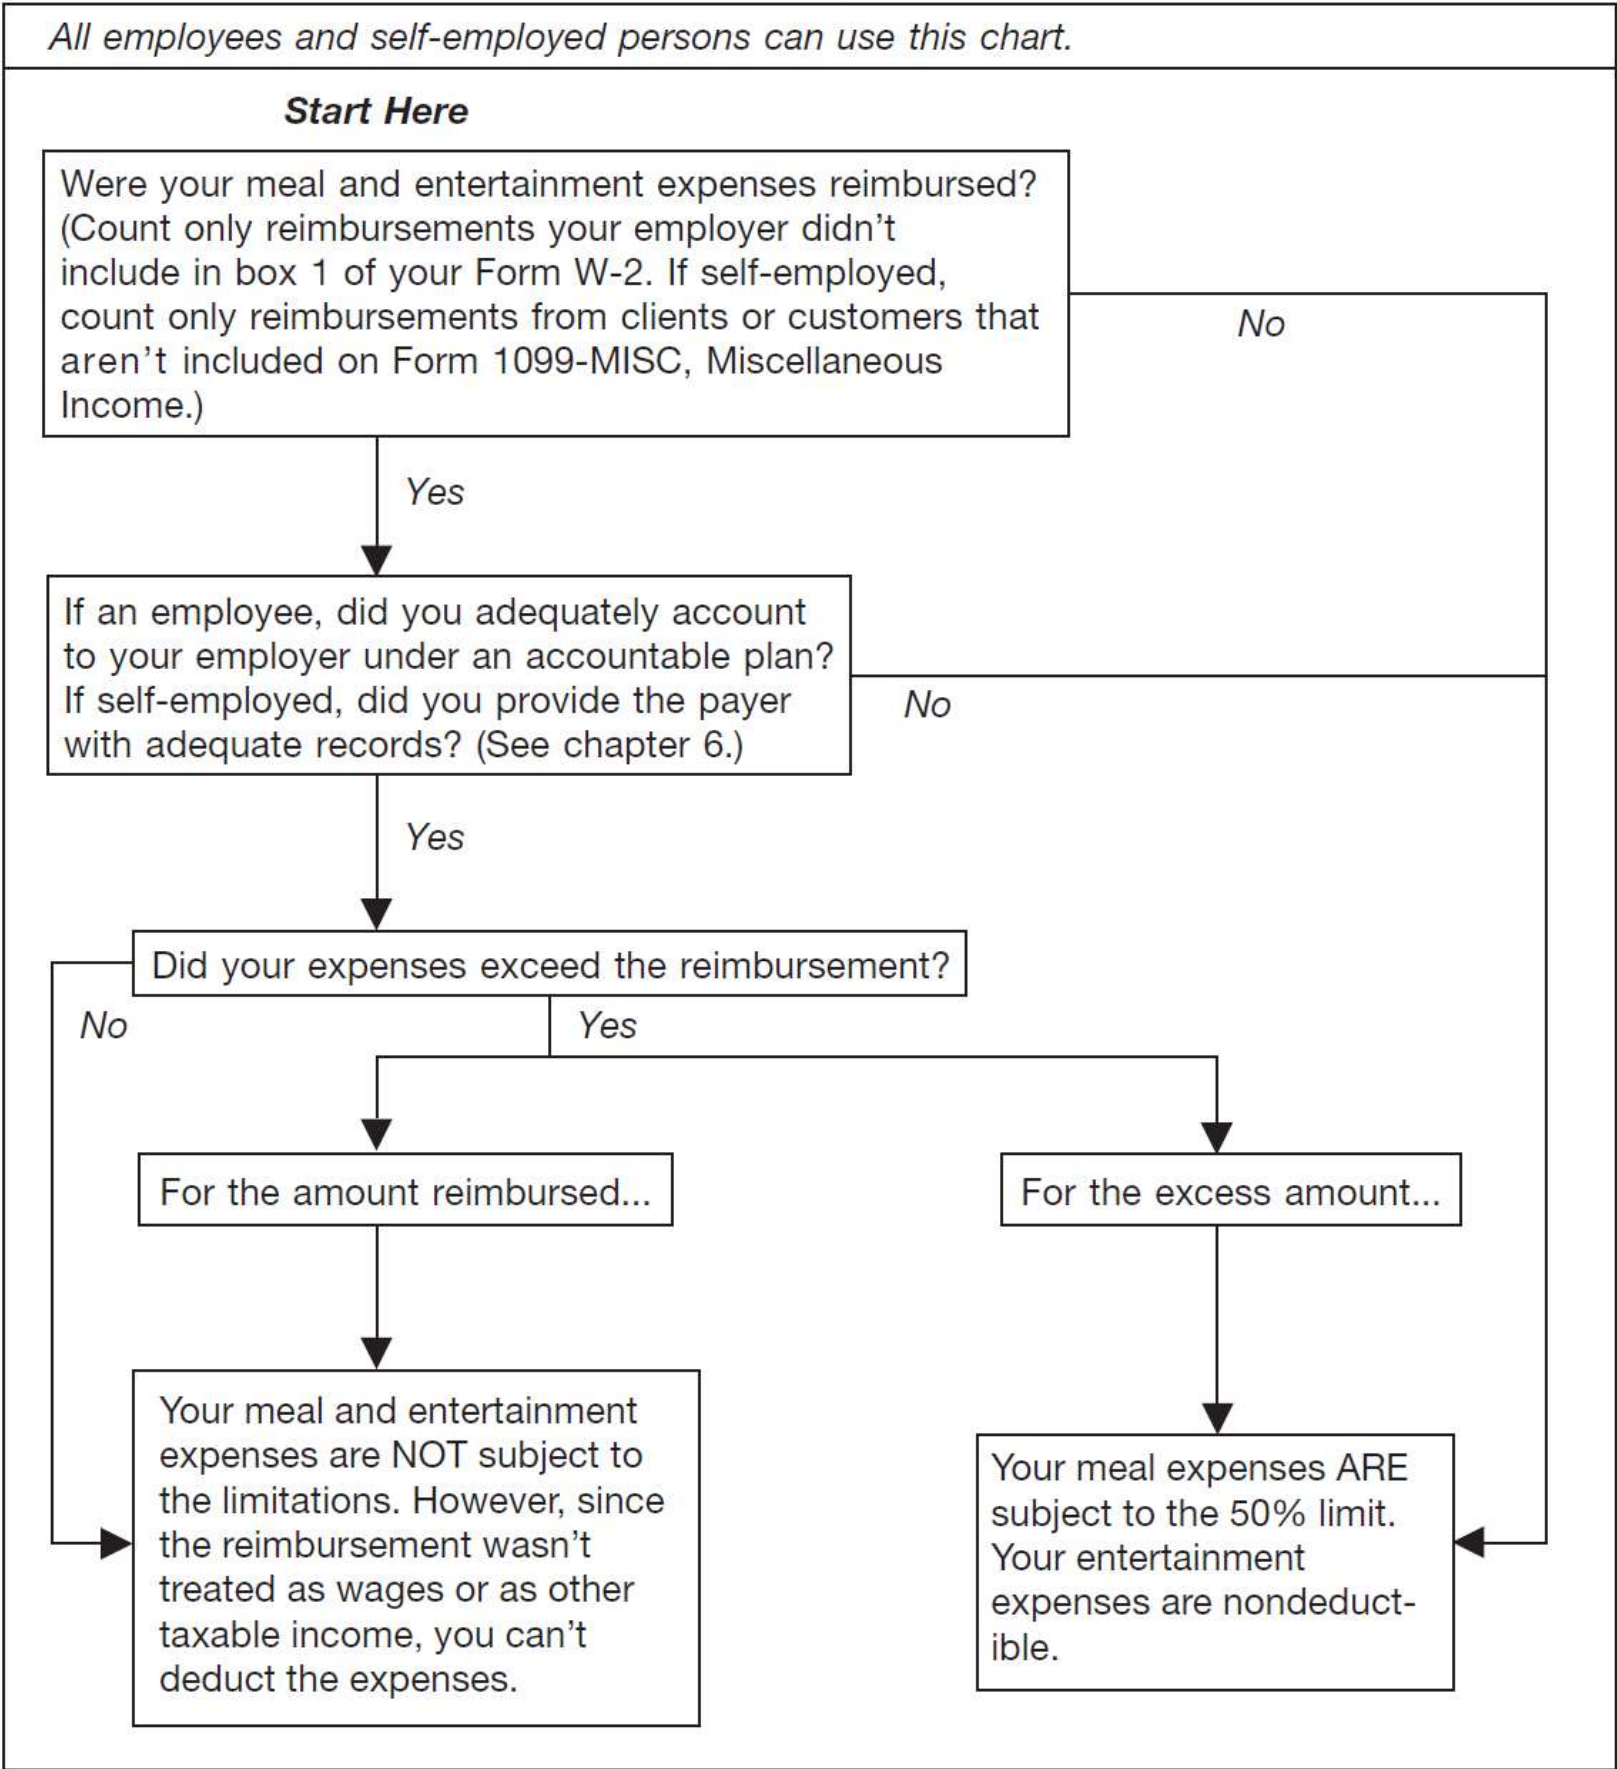 All employees and self-employed persons can use this chart.
Start Here
Were your meal and entertainment expenses reimbursed?
(Count only reimbursements your employer didn't
include in box 1 of your Form W-2. If self-employed,
count only reimbursements from clients or customers that
aren't included on Form 1099-MISC, Miscellaneous
Income.)
No
Yes
If an employee, did you adequately account
to your employer under an accountable plan?
If self-employed, did you provide the payer
with adequate records? (See chapter 6.)
No
Yes
Did your expenses exceed the reimbursement?
No
Yes
For the amount reimbursed...
For the excess amount...
Your meal and entertainment
expenses are NOT subject to
the limitations. However, since
the reimbursement wasn't
treated as wages or as other
taxable income, you can't
deduct the expenses.
Your meal expenses ARE
subject to the 50% limit.
Your entertainment
expenses are nondeduct-
ible.